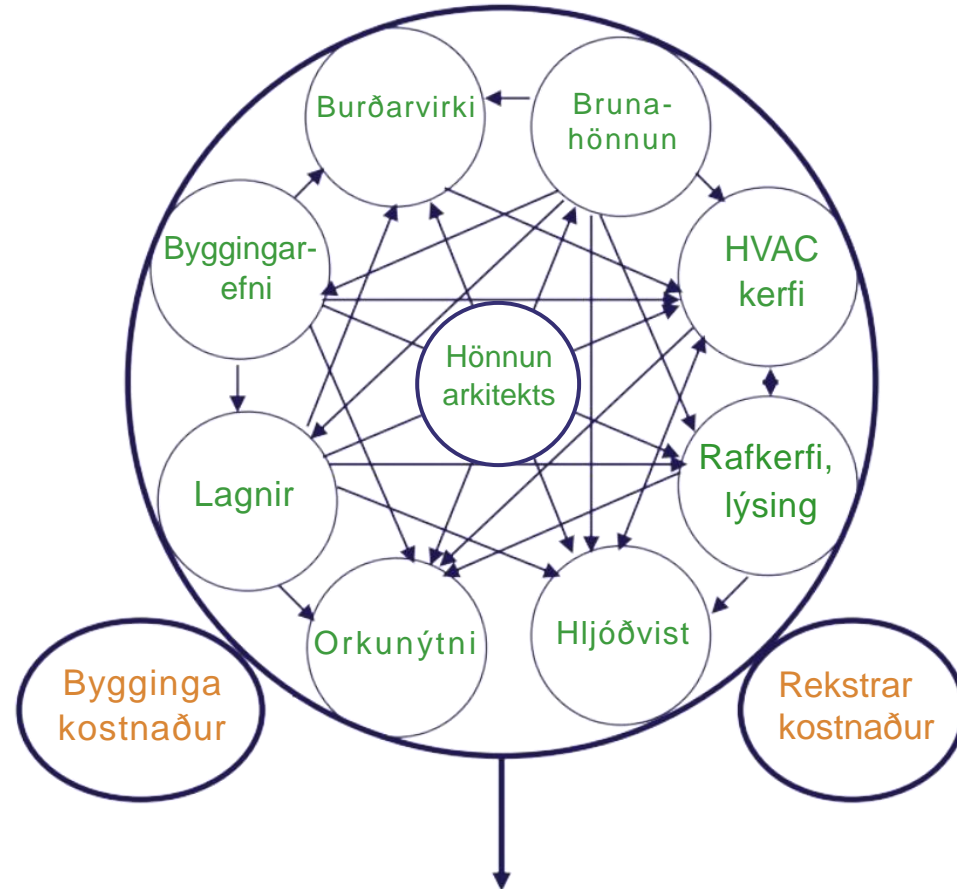 Burðarvirki
Bruna-
hönnun
Byggingar-
efni
HVAC
kerfi
Hönnun
arkitekts
Lagnir
Rafkerfi,
lýsing
Orkunýtni
Hljóðvist
Bygginga
kostnaður
Rekstrar
kostnaður